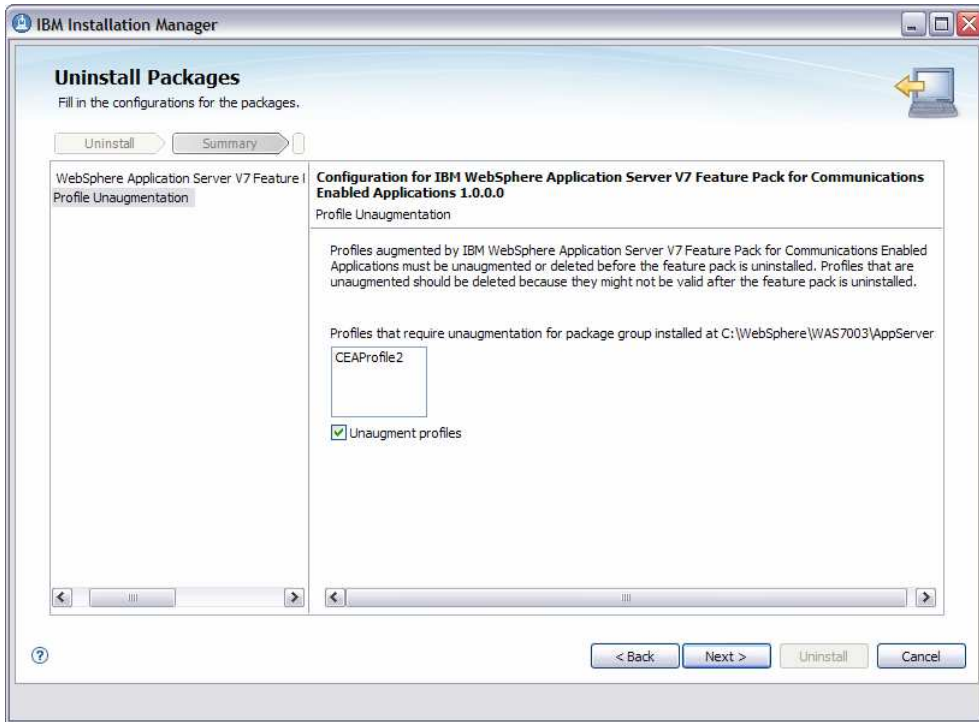 IBM Installation Manager
Uninstall Packages
Fill in the configurations for the packages.
Uninstall
Summary
WebSphere Application Server V7 Feature
Profile Unaugmentation
Configuration for IBM WebSphere Application Server V7 Feature Pack for Communications
Enabled Applications 1.0.0.0
Profile Unaugmentation
Profiles augmented by IBM WebSphere Application Server V7 Feature Pack for Communications Enabled
Applications must be unaugmented or deleted before the feature pack is uninstalled. Profiles that are
unaugmented should be deleted because they might not be valid after the feature pack is uninstalled.
Profiles that require unaugmentation for package group installed at C:\WebSphere\WAS7003\AppServer
CEAProfile2
Unaugment profiles
?
< Back
Next >
Uninstall
Cancel